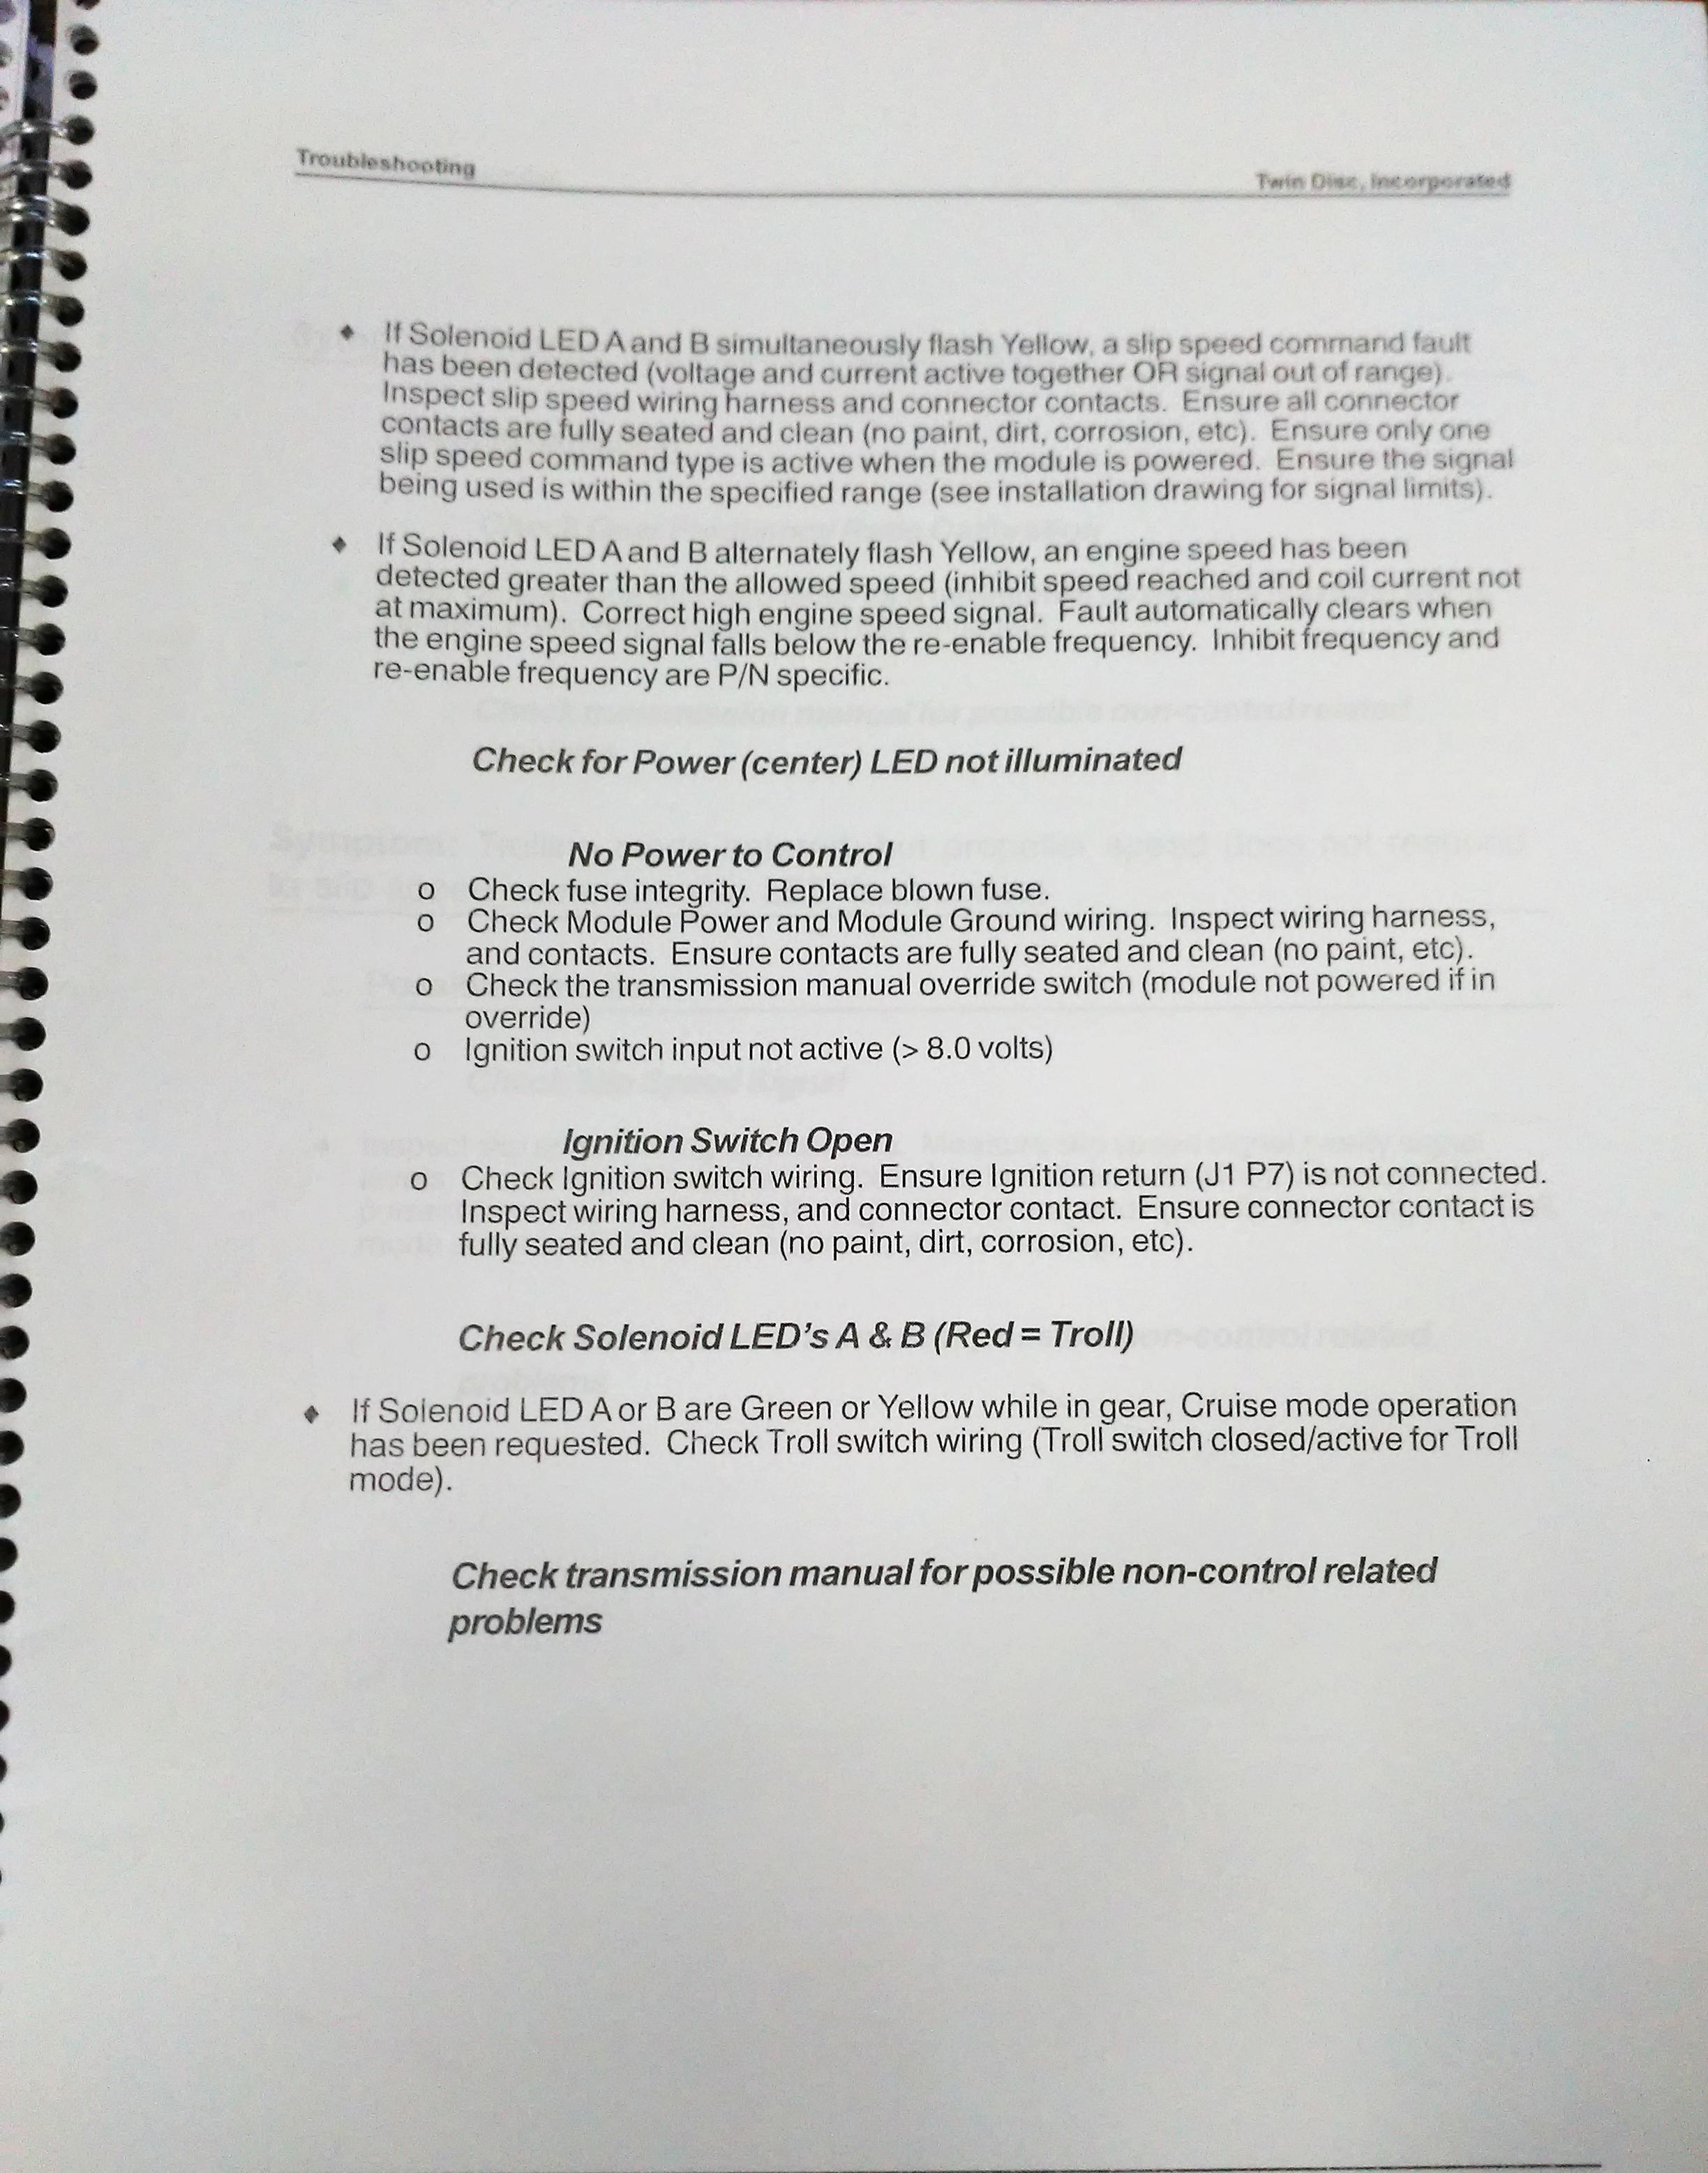 Troubleshooting
Twin Disc, Incorporated
◆ If Solenoid LED A and B simultaneously flash Yellow, a slip speed command fault
has been detected (voltage and current active together OR signal out of range).
Inspect slip speed wiring harness and connector contacts. Ensure all connector
contacts are fully seated and clean (no paint, dirt, corrosion, etc). Ensure only one
slip speed command type is active when the module is powered. Ensure the signal
being used is within the specified range (see installation drawing for signal limits).
◆ If Solenoid LED A and B alternately flash Yellow, an engine speed has been
detected greater than the allowed speed (inhibit speed reached and coil current not
at maximum). Correct high engine speed signal. Fault automatically clears when
the engine speed signal falls below the re-enable frequency. Inhibit frequency and
re-enable frequency are P/N specific.
Check for Power (center) LED not illuminated
No Power to Control
o Check fuse integrity. Replace blown fuse.
o Check Module Power and Module Ground wiring. Inspect wiring harness,
and contacts. Ensure contacts are fully seated and clean (no paint, etc).
o Check the transmission manual override switch (module not powered if in
override)
o Ignition switch input not active (> 8.0 volts)
Ignition Switch Open
o Check Ignition switch wiring. Ensure Ignition return (J1 P7) is not connected.
Inspect wiring harness, and connector contact. Ensure connector contact is
fully seated and clean (no paint, dirt, corrosion, etc).
Check Solenoid LED's A & B (Red = Troll)
◆ If Solenoid LED A or B are Green or Yellow while in gear, Cruise mode operation
has been requested. Check Troll switch wiring (Troll switch closed/active for Troll
mode).
Check transmission manual for possible non-control related
problems